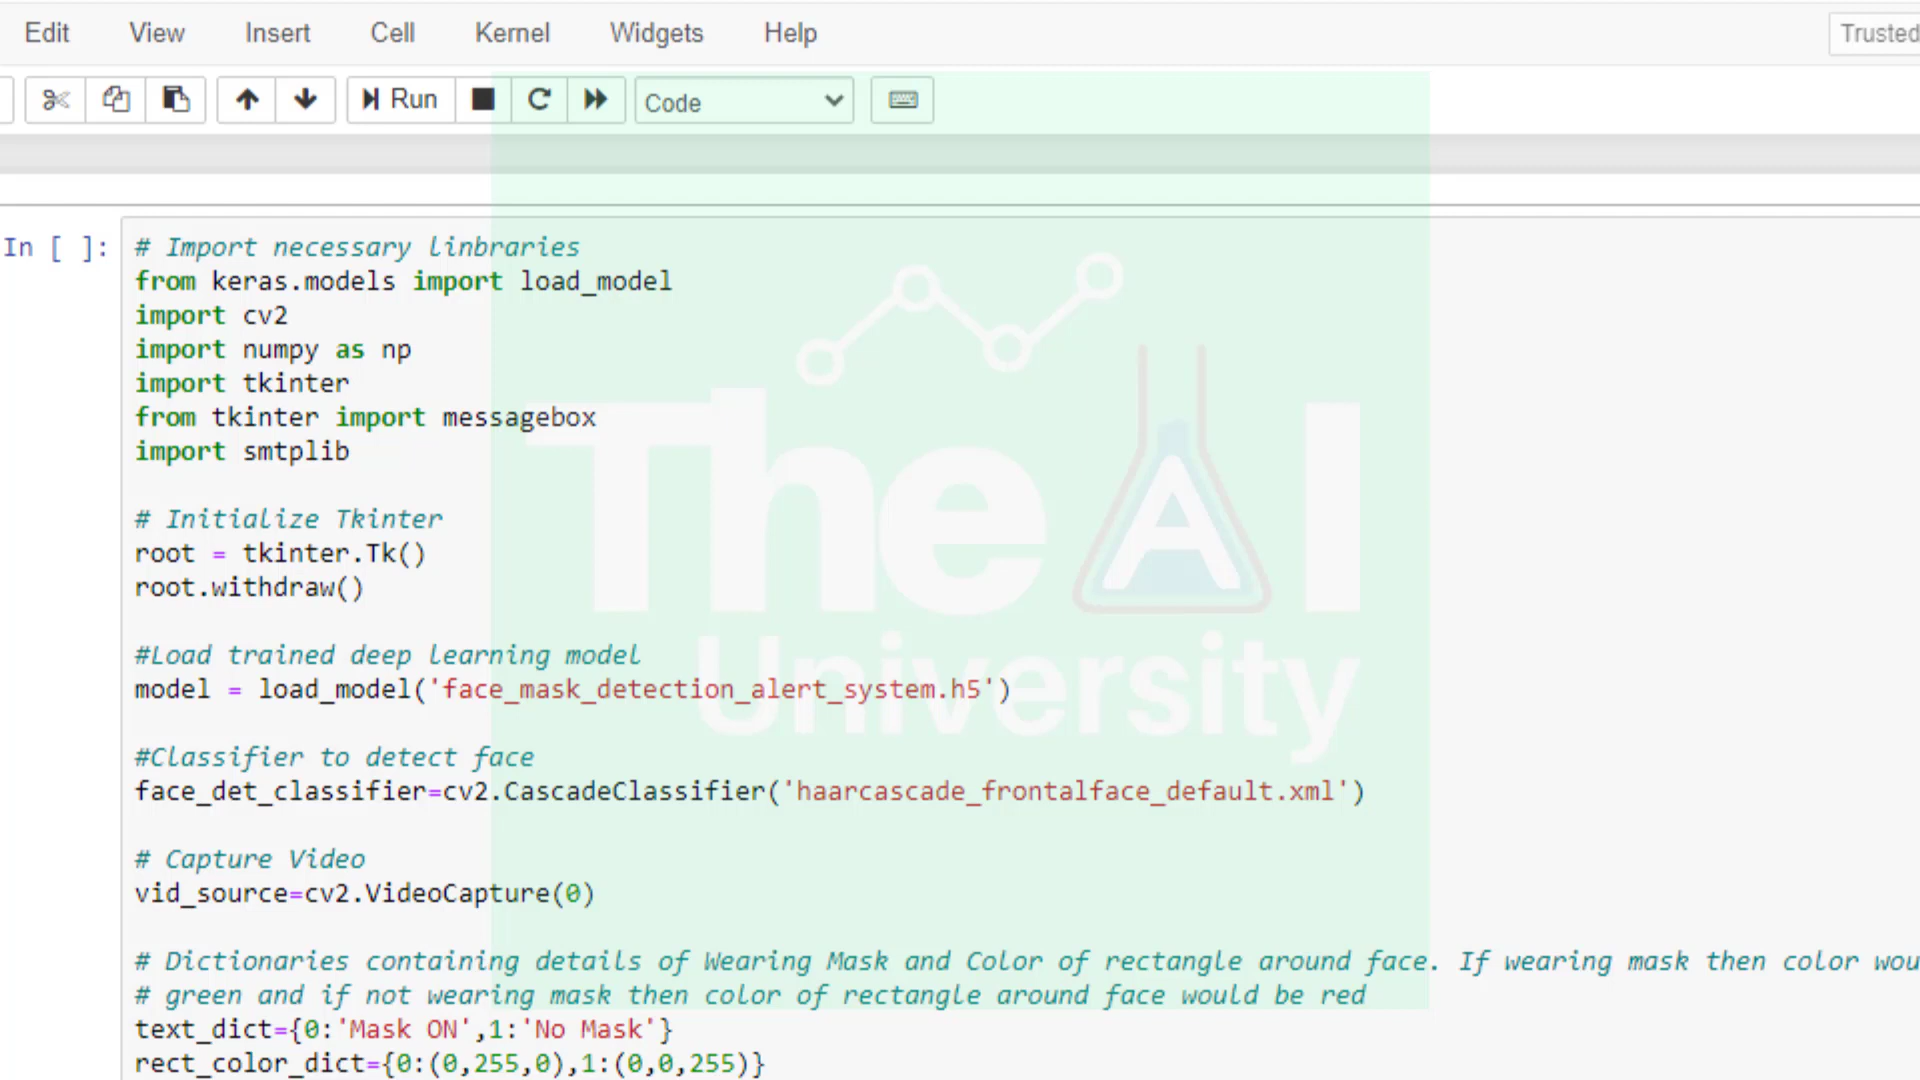 Edit View Insert Cell Kernel Widgets Help Trusted
Run Code
In [ ]: # Import necessary linbraries
from keras.models import load_model
import cv2
import numpy as np
import tkinter
from tkinter import messagebox
import smtplib
# Initialize Tkinter
root = tkinter.Tk()
root.withdraw()
#Load trained deep learning model
model = load_model('face_mask_detection_alert_system.h5')
#Classifier to detect face
face_det_classifier=cv2.CascadeClassifier('haarcascade_frontalface_default.xml')
# Capture Video
vid_source=cv2.VideoCapture(0)
# Dictionaries containing details of Wearing Mask and Color of rectangle around face. If wearing mask then color wou
# green and if not wearing mask then color of rectangle around face would be red
text_dict={0:'Mask ON',1:'No Mask'}
rect_color_dict={0:(0,255,0),1:(0,0,255)}
The AI
University